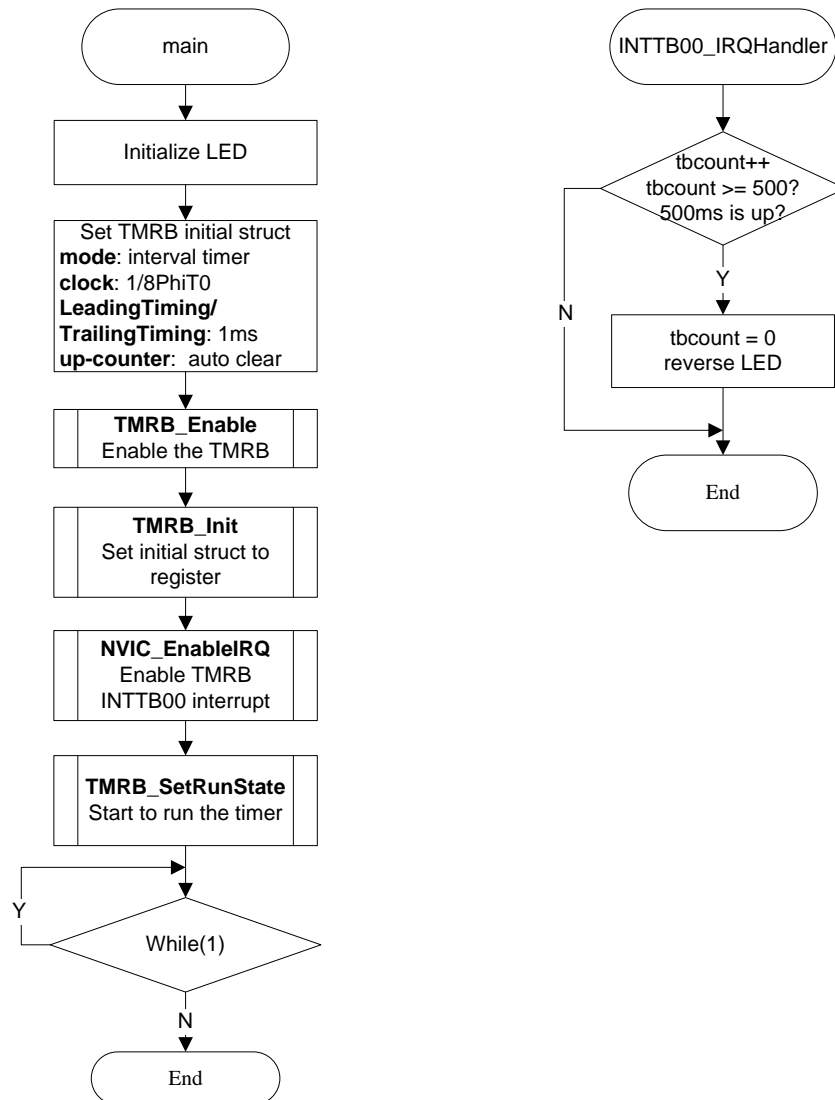 main
Initialize LED
Set TMRB initial struct
mode: interval timer
clock: 1/8PhiT0
LeadingTiming/
TrailingTiming: 1ms
up-counter: auto clear
TMRB_Enable
Enable the TMRB
TMRB_Init
Set initial struct to
register
NVIC_EnableIRQ
Enable TMRB
INTTB00 interrupt
TMRB_SetRunState
Start to run the timer
Y
While(1)
N
End
INTTB00_IRQHandler
tbcount++
tbcount >= 500?
500ms is up?
Y
N
tbcount = 0
reverse LED
End